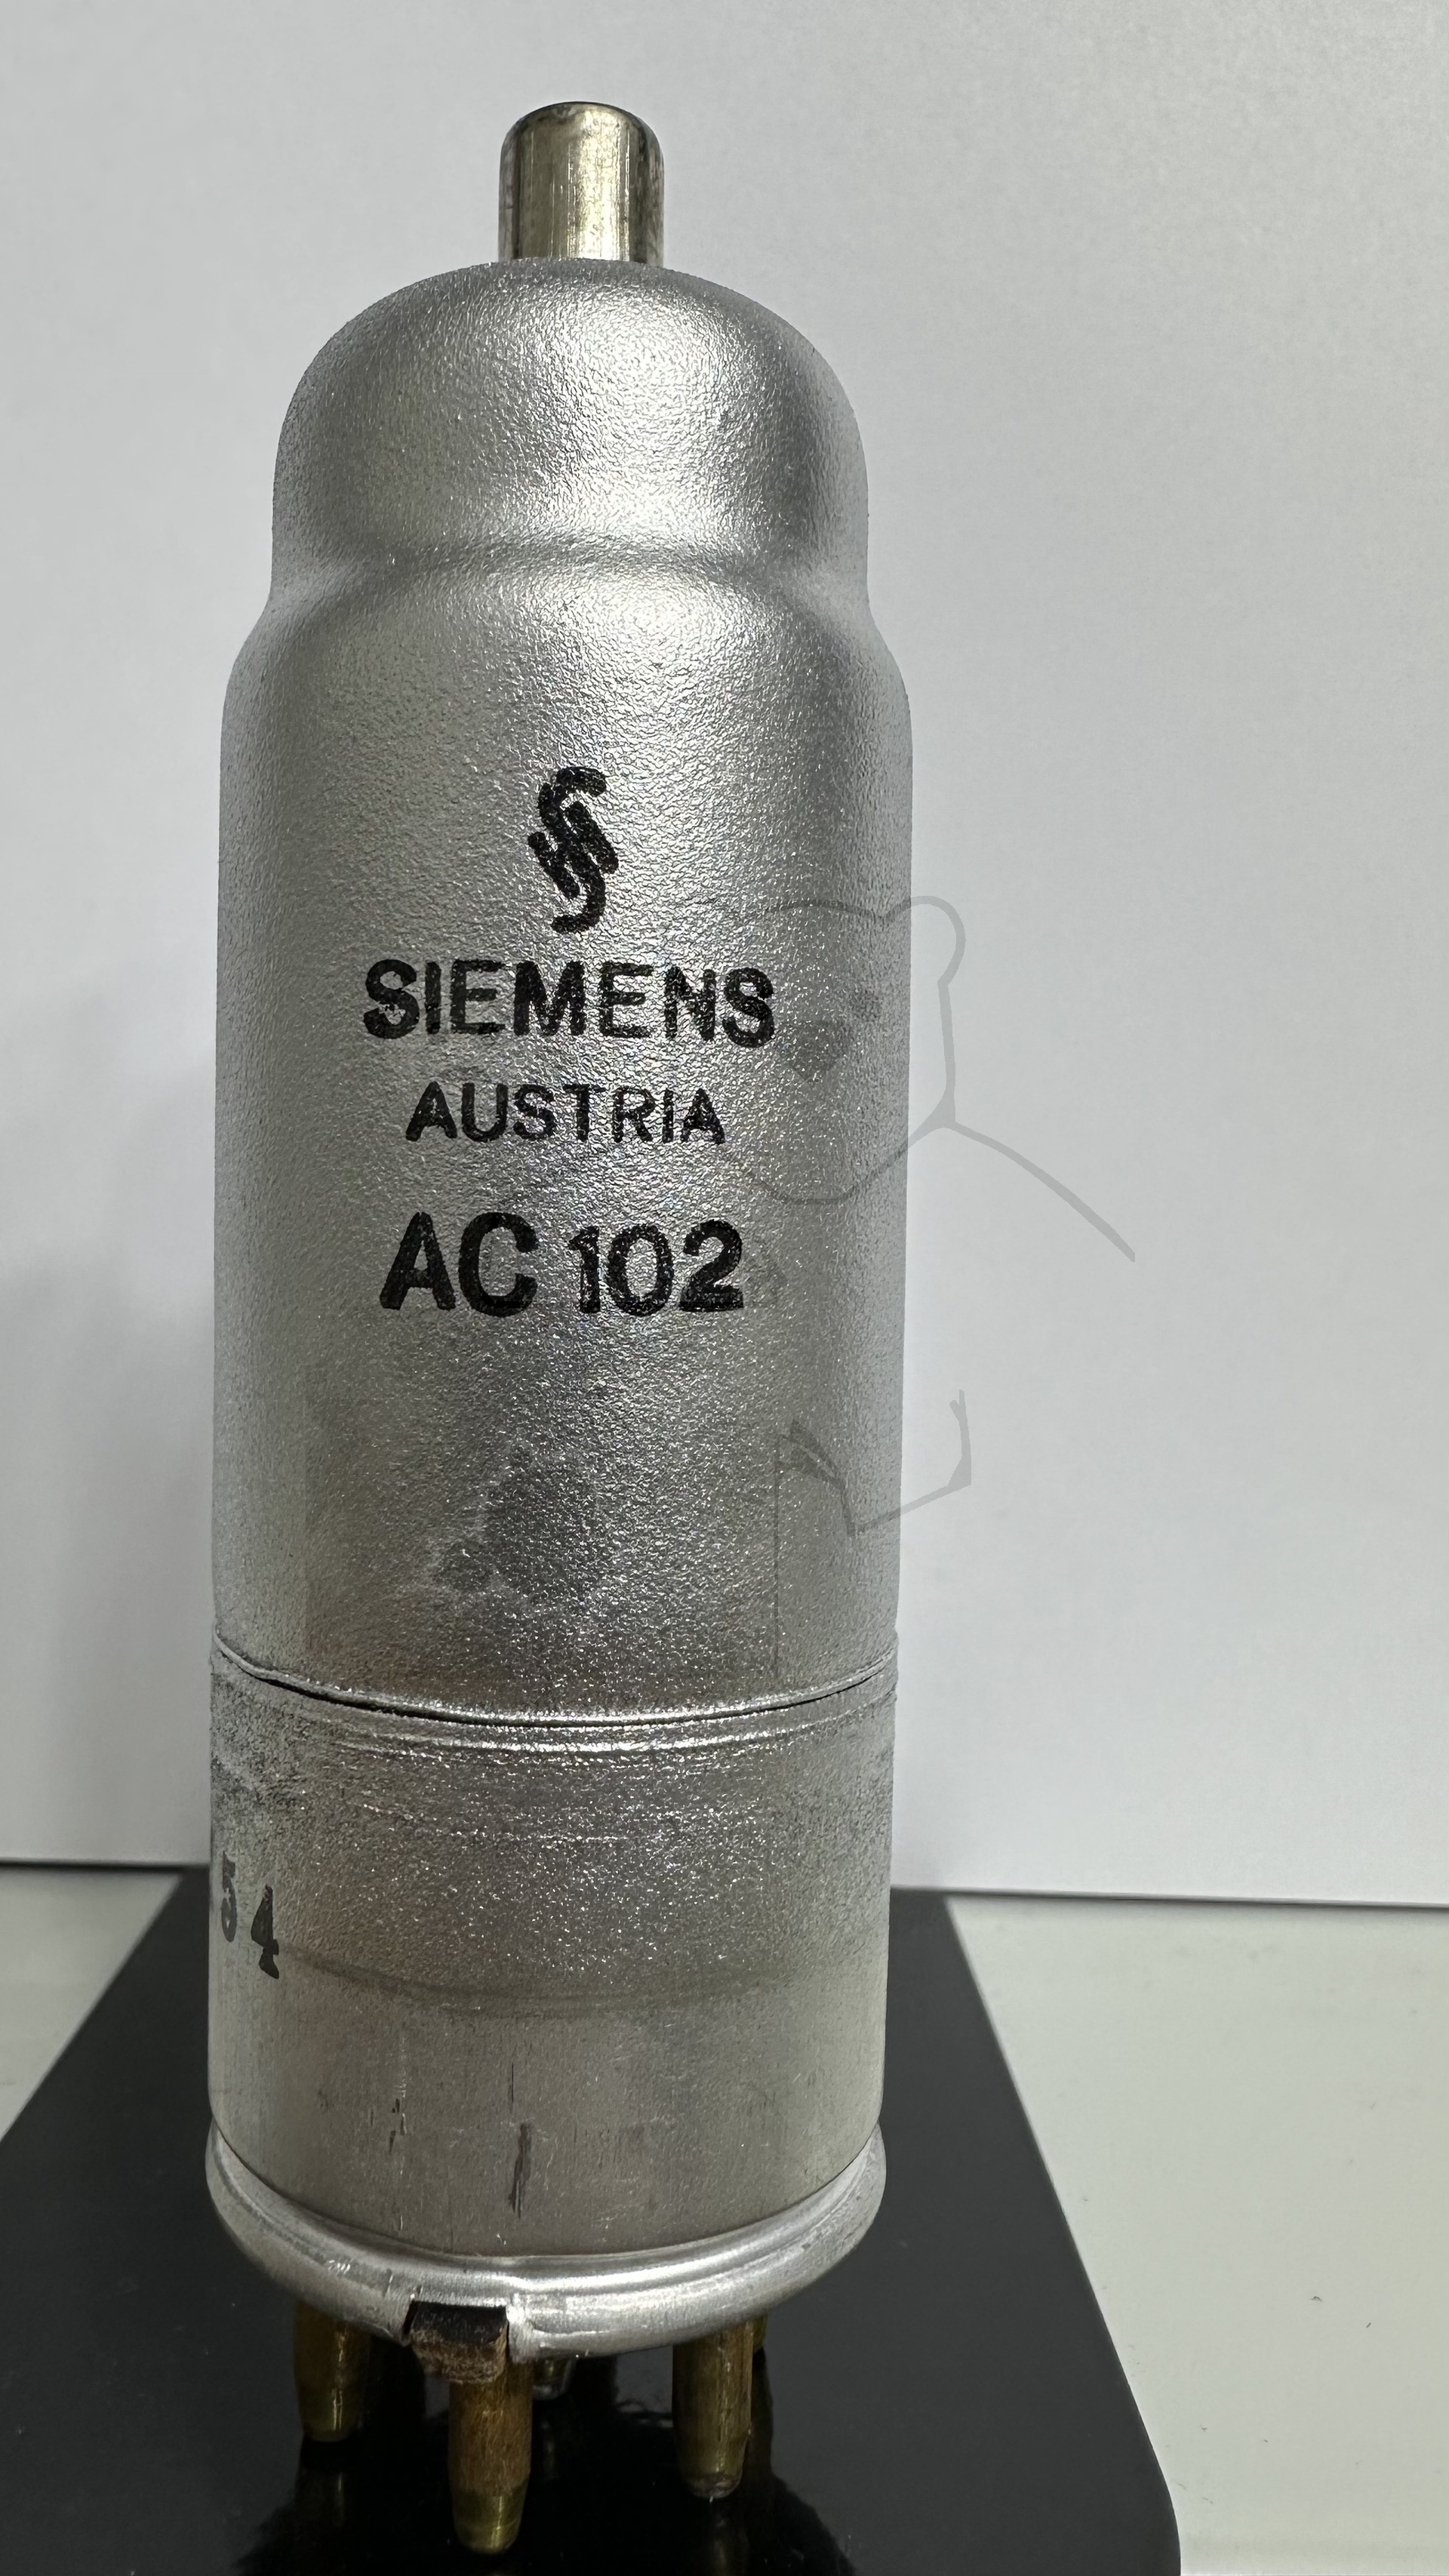 SIEMENS
AUSTRIA
AC 102
54